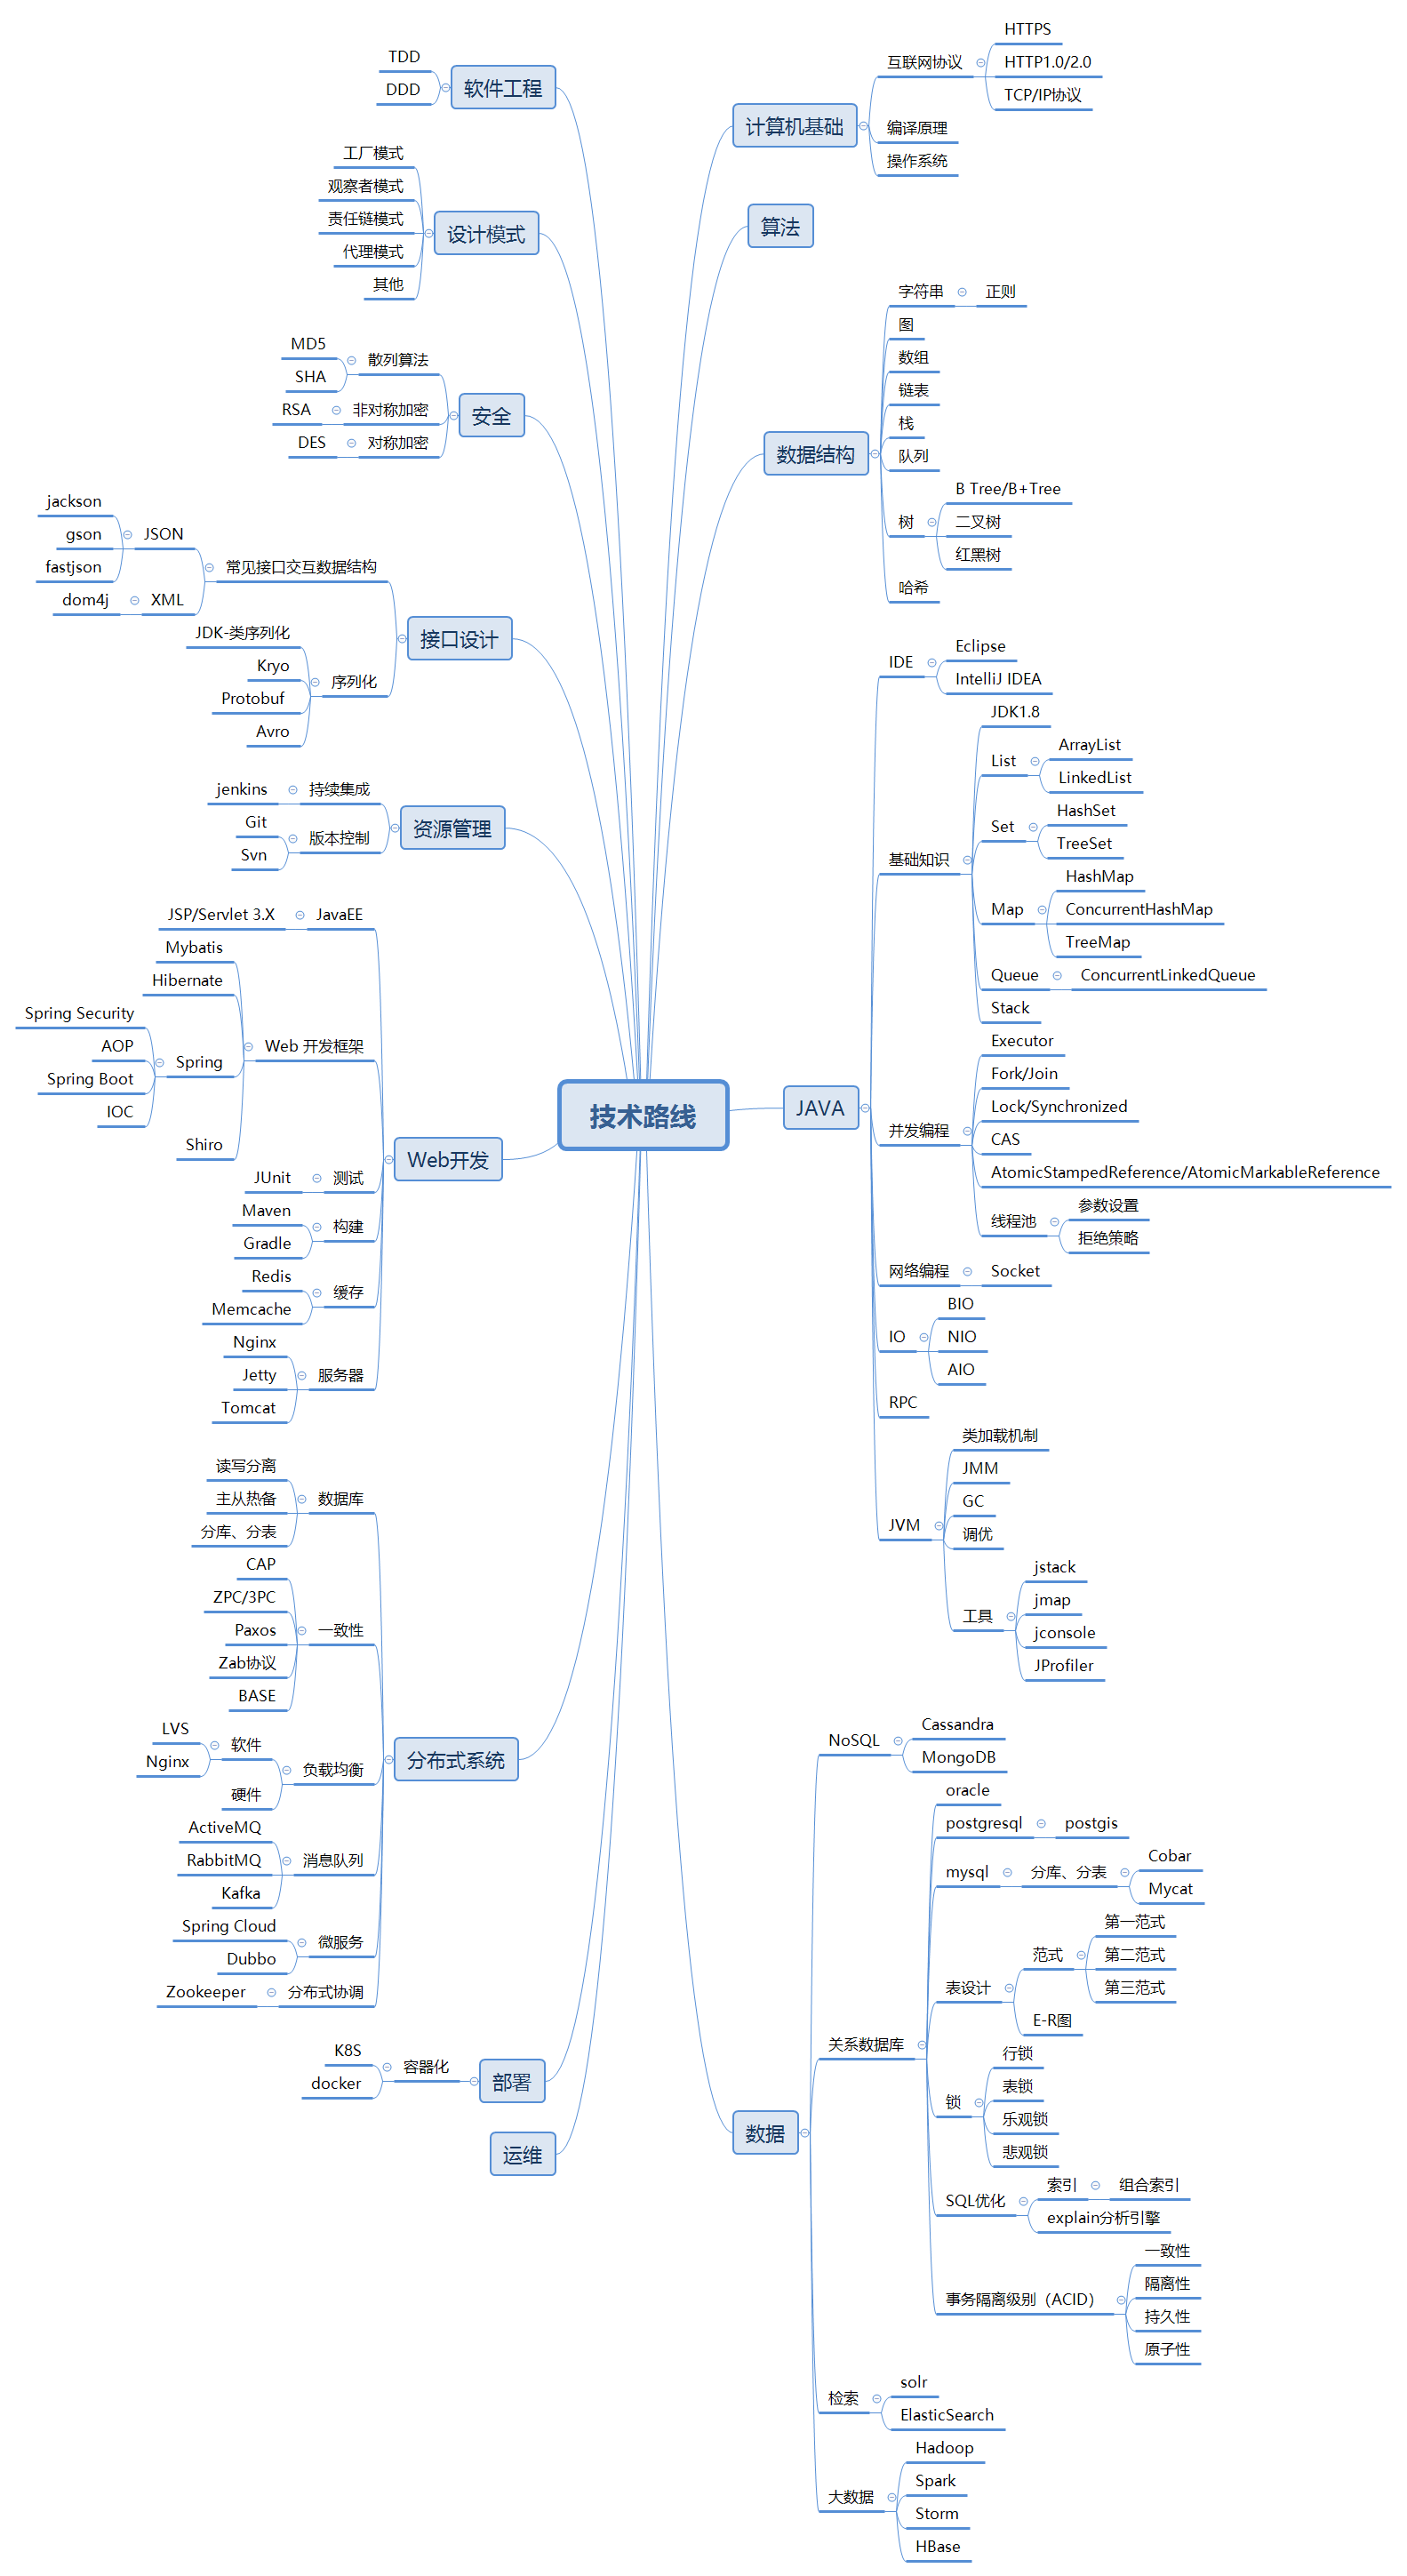 技术路线
计算机基础
互联网协议
HTTPS
HTTP1.0/2.0
TCP/IP协议
编译原理
操作系统
算法
数据结构
字符串
正则
图
数组
链表
栈
队列
树
B Tree/B+Tree
二叉树
红黑树
哈希
JAVA
IDE
Eclipse
IntelliJ IDEA
基础知识
JDK1.8
List
ArrayList
LinkedList
Set
HashSet
TreeSet
Map
HashMap
ConcurrentHashMap
TreeMap
Queue
ConcurrentLinkedQueue
Stack
并发编程
Executor
Fork/Join
Lock/Synchronized
CAS
AtomicStampedReference/AtomicMarkableReference
线程池
参数设置
拒绝策略
网络编程
Socket
IO
BIO
NIO
AIO
RPC
JVM
类加载机制
JMM
GC
调优
工具
jstack
jmap
jconsole
JProfiler
数据
NoSQL
Cassandra
MongoDB
关系数据库
oracle
postgresql
postgis
mysql
分库、分表
Cobar
Mycat
表设计
范式
第一范式
第二范式
第三范式
E-R图
锁
行锁
表锁
乐观锁
悲观锁
SQL优化
索引
组合索引
explain分析引擎
事务隔离级别（ACID）
一致性
隔离性
持久性
原子性
检索
solr
ElasticSearch
大数据
Hadoop
Spark
Storm
HBase
软件工程
TDD
DDD
设计模式
工厂模式
观察者模式
责任链模式
代理模式
其他
安全
散列算法
MD5
SHA
非对称加密
RSA
对称加密
DES
接口设计
常见接口交互数据结构
JSON
jackson
gson
fastjson
XML
dom4j
序列化
JDK-类序列化
Kryo
Protobuf
Avro
资源管理
持续集成
jenkins
版本控制
Git
Svn
Web开发
JavaEE
JSP/Servlet 3.X
Web 开发框架
Mybatis
Hibernate
Spring
Spring Security
AOP
Spring Boot
IOC
Shiro
测试
JUnit
构建
Maven
Gradle
缓存
Redis
Memcache
服务器
Nginx
Jetty
Tomcat
分布式系统
数据库
读写分离
主从热备
分库、分表
一致性
CAP
ZPC/3PC
Paxos
Zab协议
BASE
负载均衡
软件
LVS
Nginx
硬件
消息队列
ActiveMQ
RabbitMQ
Kafka
微服务
Spring Cloud
Dubbo
分布式协调
Zookeeper
部署
容器化
K8S
docker
运维